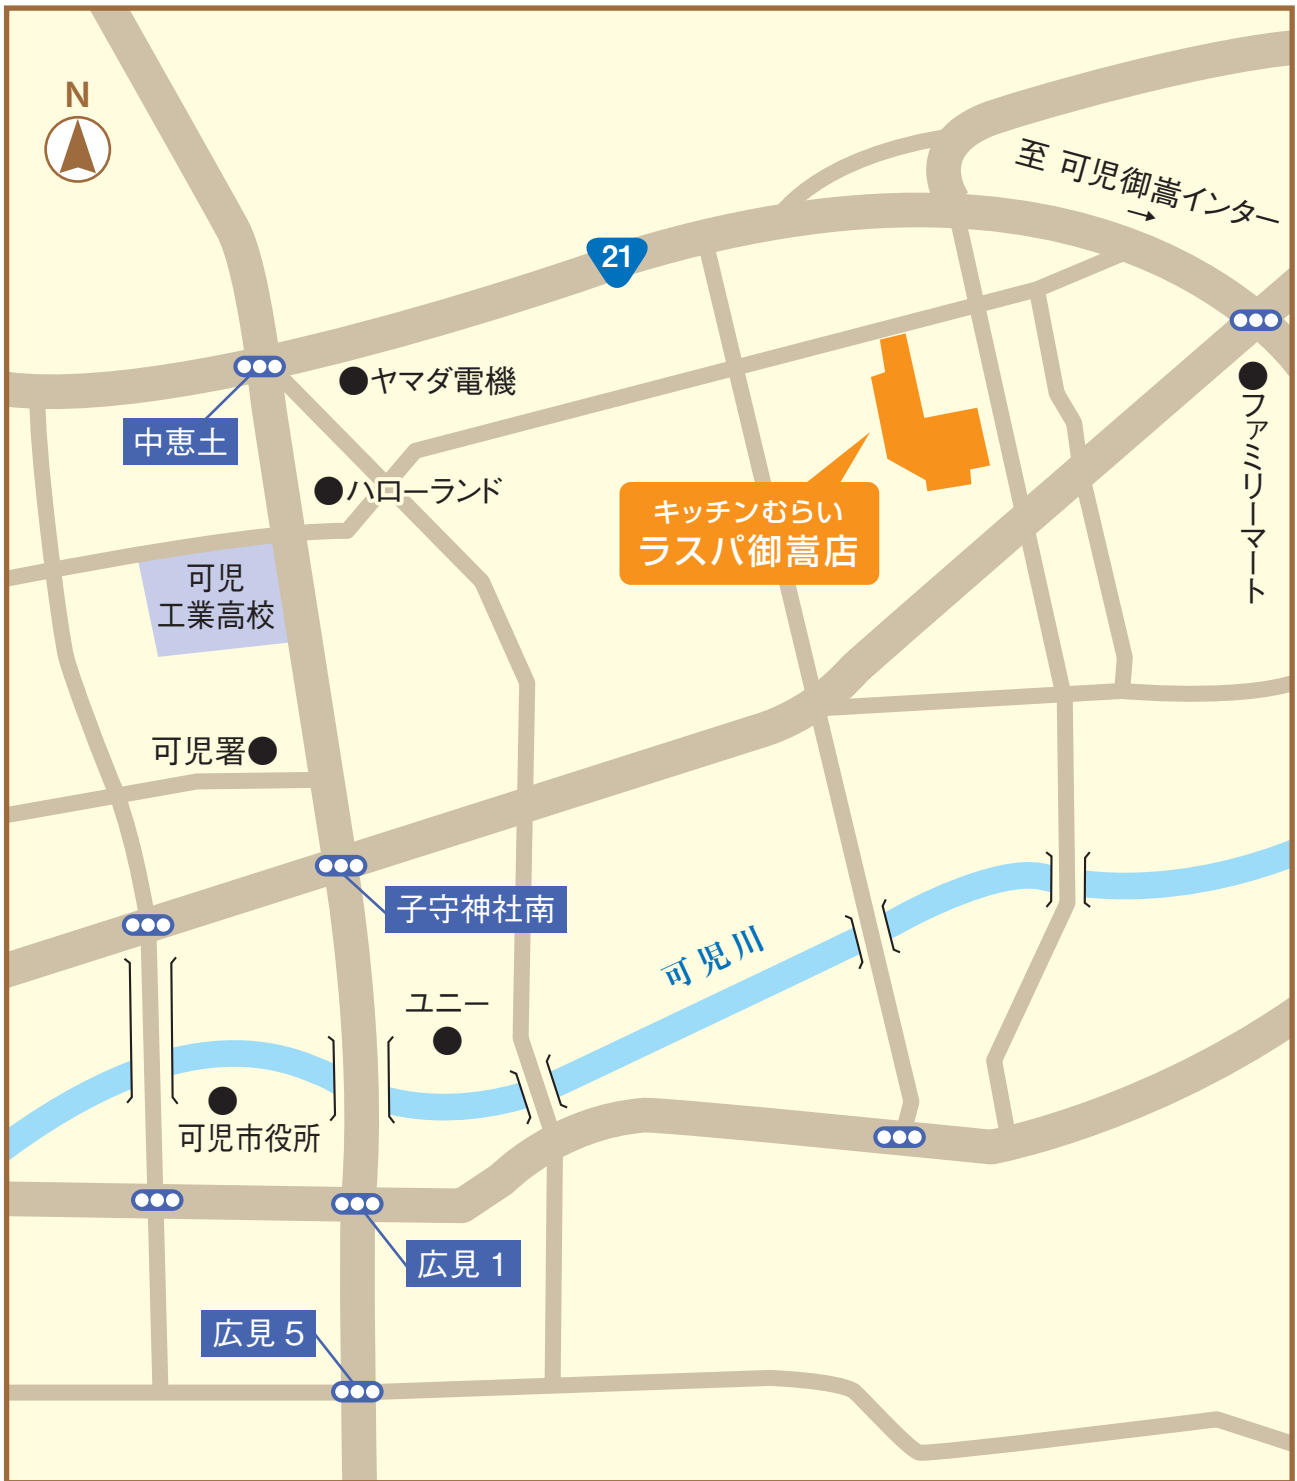 N
至 可児御嵩インター
→
21
ヤマダ電機
中恵土
ハローランド
ファミリーマート
キッチンむらい
ラスパ御嵩店
可児
工業高校
可児署
子守神社南
可児川
ユニー
可児市役所
広見 1
広見 5